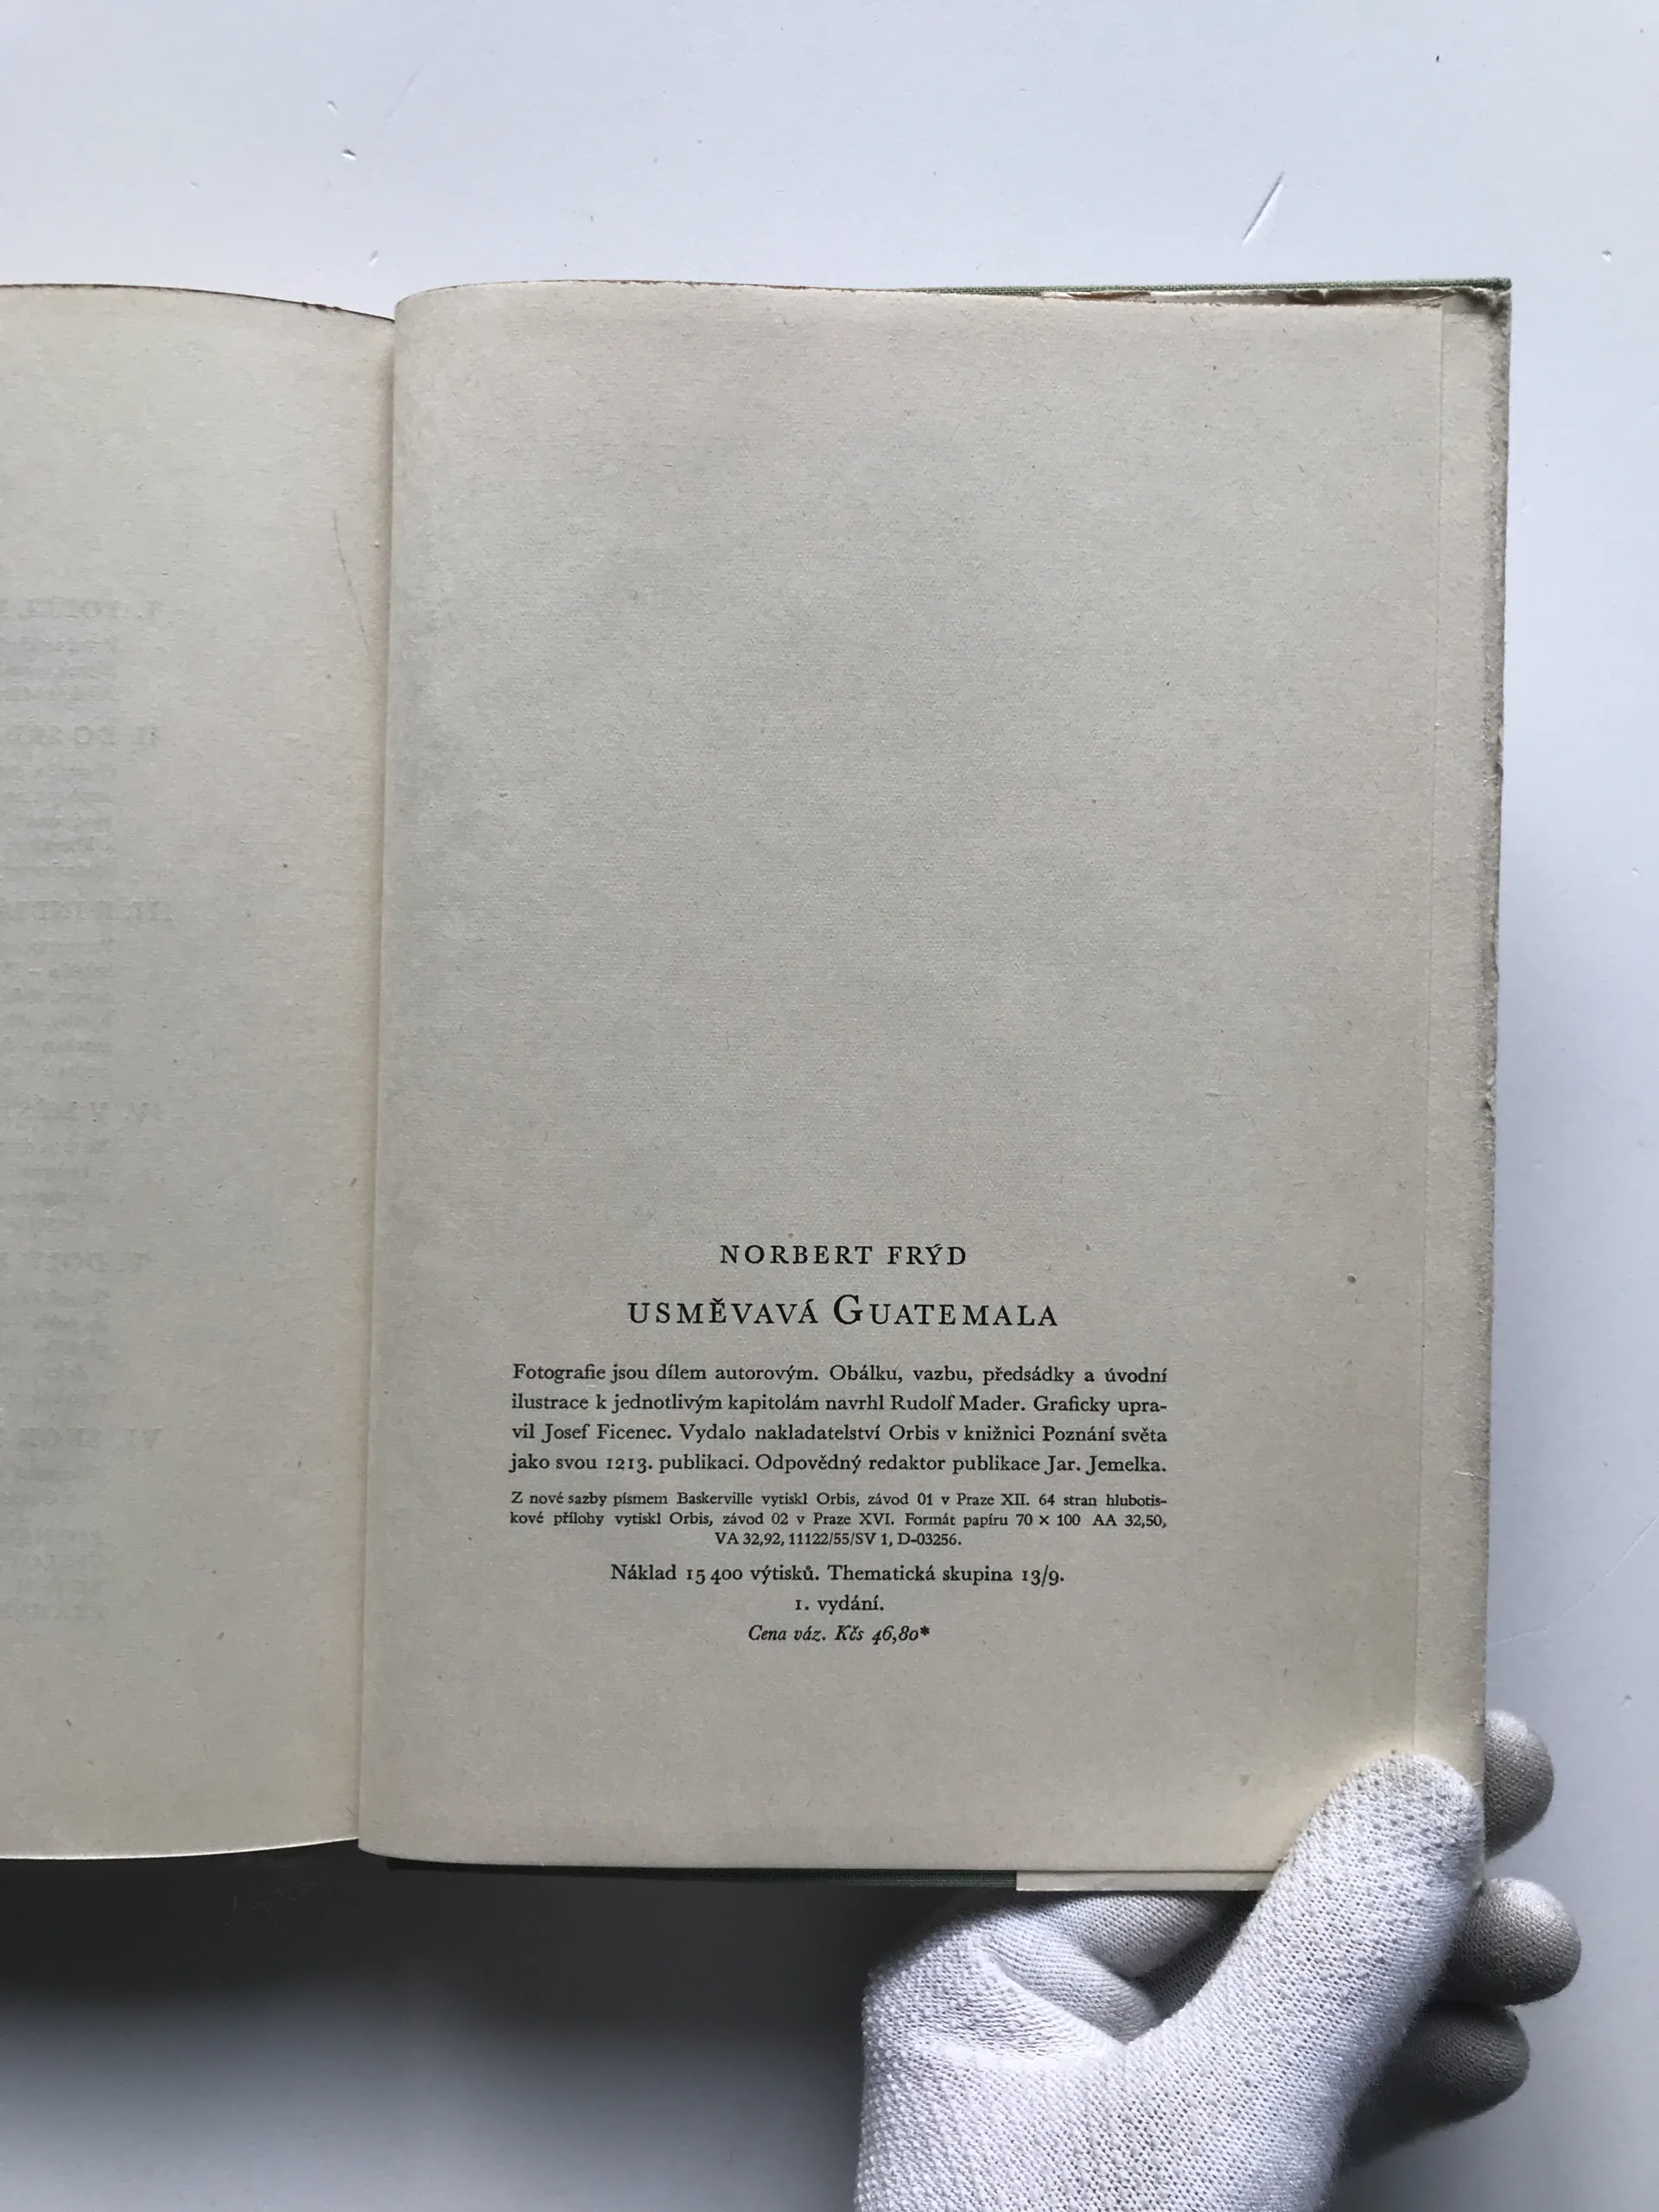 NORBERT FRÝD
USMĚVAVÁ GUATEMALA
Fotografie jsou dílem autorovým. Obálku, vazbu, předsádky a úvodní
ilustrace k jednotlivým kapitolám navrhl Rudolf Mader. Graficky upra-
vil Josef Ficenec. Vydalo nakladatelství Orbis v knižnici Poznání světa
jako svou 1213. publikaci. Odpovědný redaktor publikace Jar. Jemelka.
Z nové sazby písmem Baskerville vytiskl Orbis, závod 01 v Praze XII. 64 stran hlubotis-
kové přílohy vytiskl Orbis, závod 02 v Praze XVI. Formát papíru 70 × 100 AA 32,50,
VA 32,92, 11122/55/SV 1, D-03256.
Náklad 15 400 výtisků. Thematická skupina 13/9.
1. vydání.
Cena váz. Kčs 46,80*